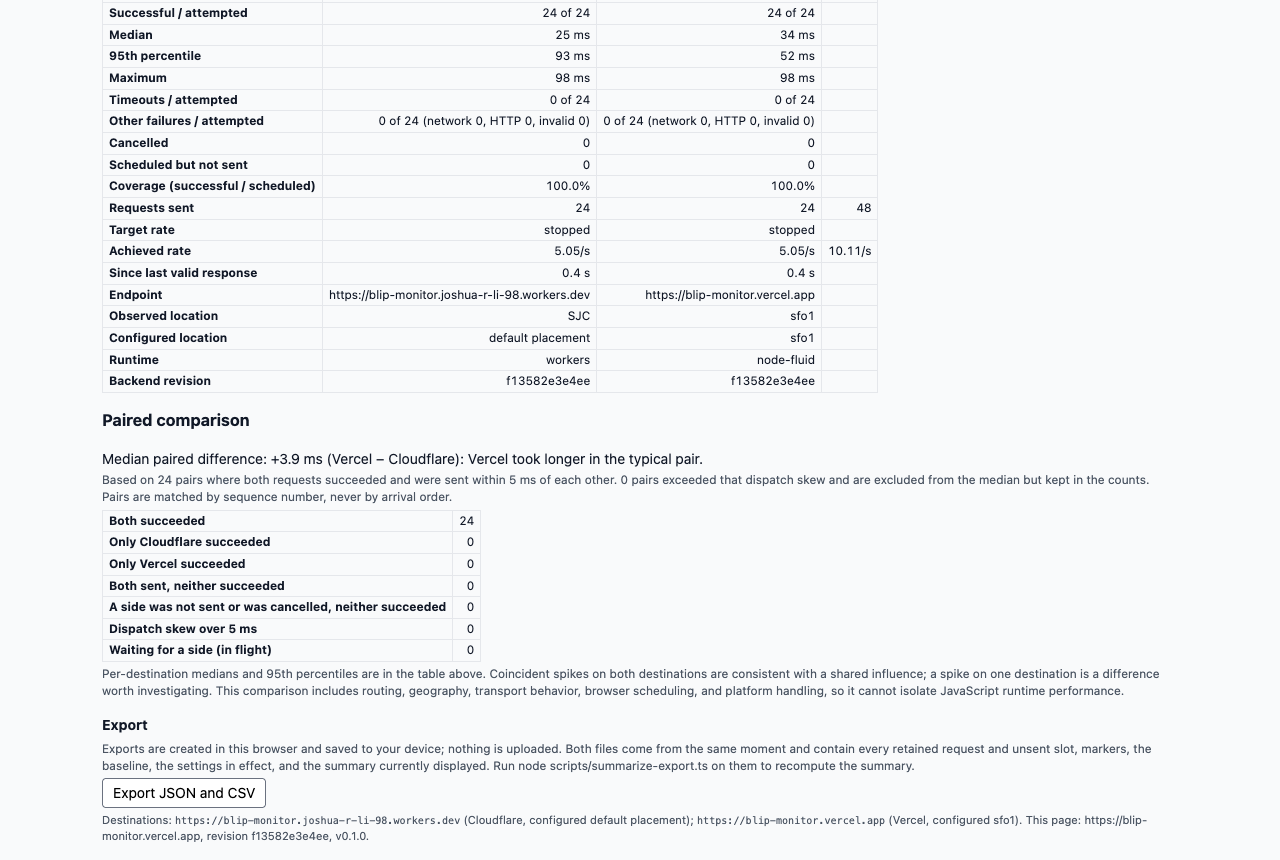 Successful / attempted 24 of 24 24 of 24
Median 25 ms 34 ms
95th percentile 93 ms 52 ms
Maximum 98 ms 98 ms
Timeouts / attempted 0 of 24 0 of 24
Other failures / attempted 0 of 24 (network 0, HTTP 0, invalid 0) 0 of 24 (network 0, HTTP 0, invalid 0)
Cancelled 0 0
Scheduled but not sent 0 0
Coverage (successful / scheduled) 100.0% 100.0%
Requests sent 24 24 48
Target rate stopped stopped
Achieved rate 5.05/s 5.05/s 10.11/s
Since last valid response 0.4 s 0.4 s
Endpoint https://blip-monitor.joshua-r-li-98.workers.dev https://blip-monitor.vercel.app
Observed location SJC sfo1
Configured location default placement sfo1
Runtime workers node-fluid
Backend revision f13582e3e4ee f13582e3e4ee
Paired comparison
Median paired difference: +3.9 ms (Vercel − Cloudflare): Vercel took longer in the typical pair.
Based on 24 pairs where both requests succeeded and were sent within 5 ms of each other. 0 pairs exceeded that dispatch skew and are excluded from the median but kept in the counts.
Pairs are matched by sequence number, never by arrival order.
Both succeeded 24
Only Cloudflare succeeded 0
Only Vercel succeeded 0
Both sent, neither succeeded 0
A side was not sent or was cancelled, neither succeeded 0
Dispatch skew over 5 ms 0
Waiting for a side (in flight) 0
Per-destination medians and 95th percentiles are in the table above. Coincident spikes on both destinations are consistent with a shared influence; a spike on one destination is a difference
worth investigating. This comparison includes routing, geography, transport behavior, browser scheduling, and platform handling, so it cannot isolate JavaScript runtime performance.
Export
Exports are created in this browser and saved to your device; nothing is uploaded. Both files come from the same moment and contain every retained request and unsent slot, markers, the
baseline, the settings in effect, and the summary currently displayed. Run node scripts/summarize-export.ts on them to recompute the summary.
Export JSON and CSV
Destinations: https://blip-monitor.joshua-r-li-98.workers.dev (Cloudflare, configured default placement); https://blip-monitor.vercel.app (Vercel, configured sfo1). This page: https://blip-
monitor.vercel.app, revision f13582e3e4ee, v0.1.0.